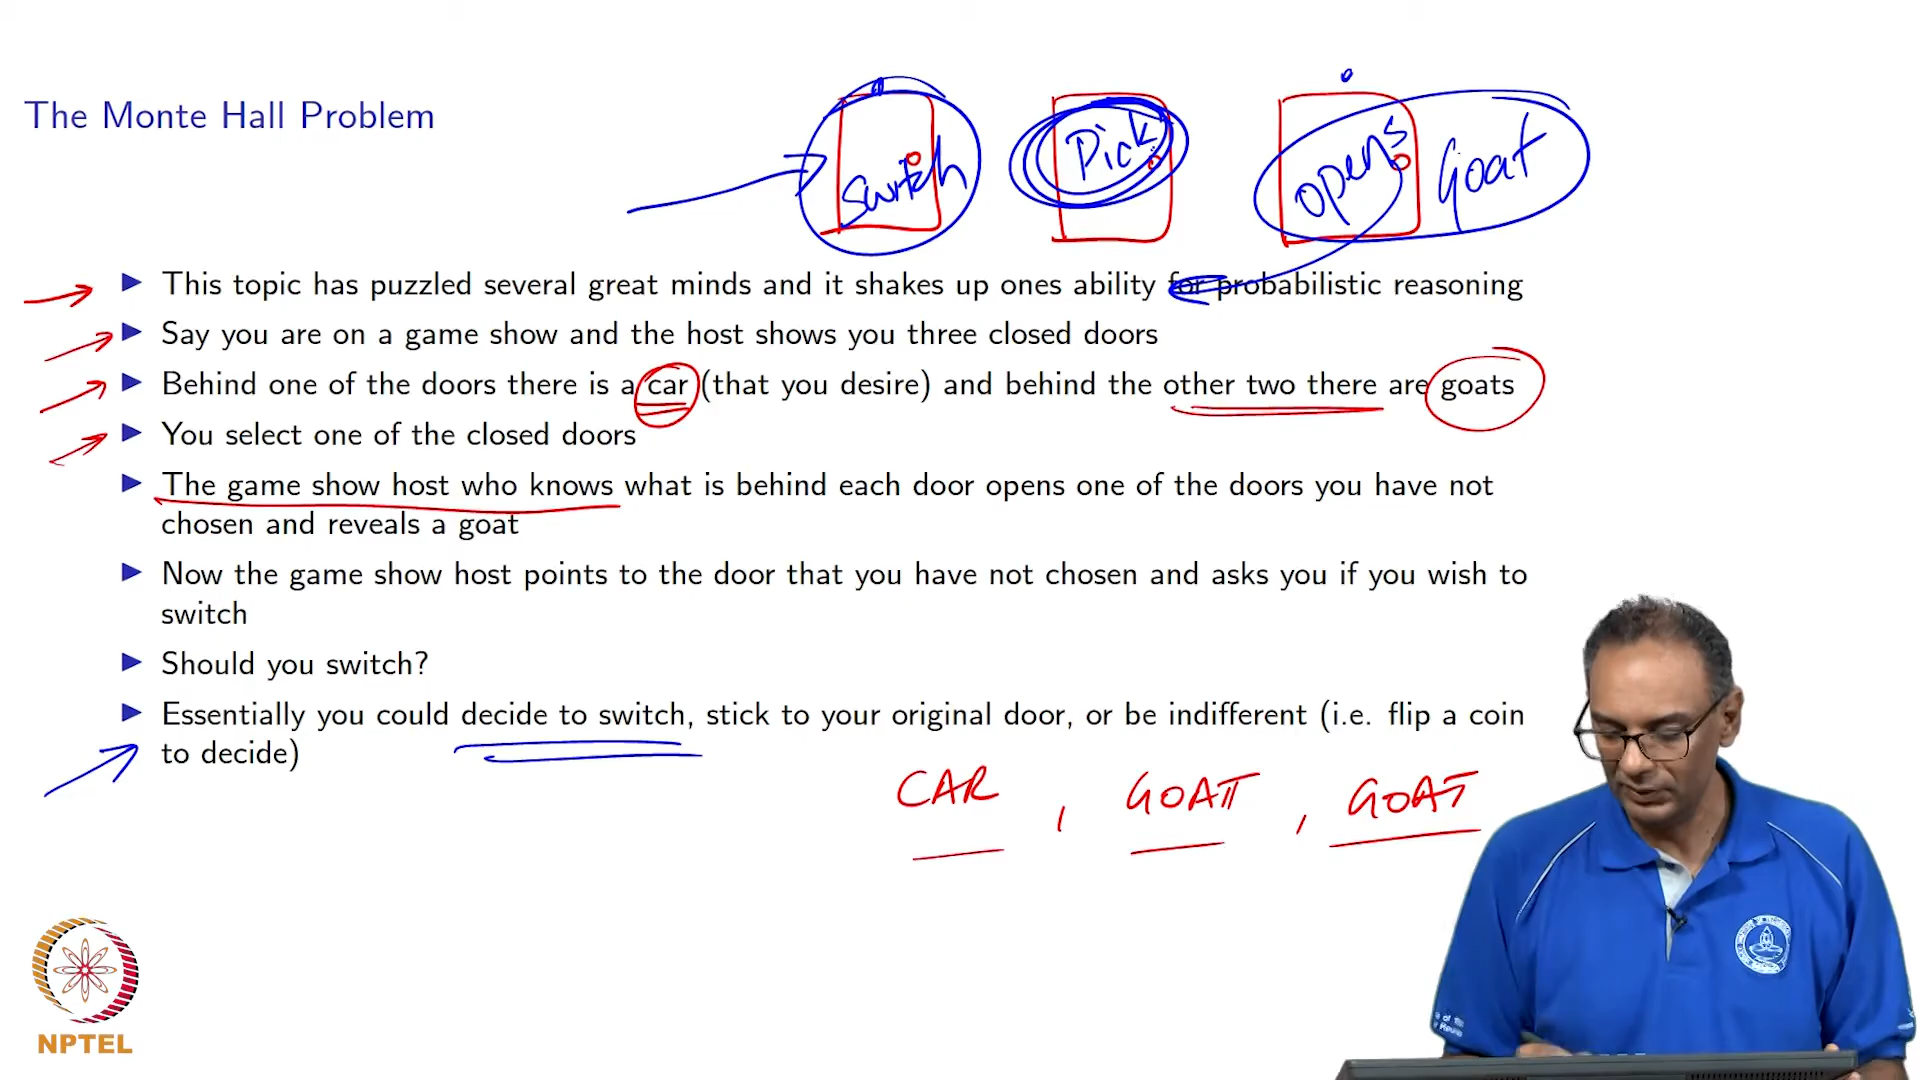 The Monte Hall Problem
switch
Pick
opens
Goat
This topic has puzzled several great minds and it shakes up ones ability for probabilistic reasoning
Say you are on a game show and the host shows you three closed doors
Behind one of the doors there is a car (that you desire) and behind the other two there are goats
You select one of the closed doors
The game show host who knows what is behind each door opens one of the doors you have not
chosen and reveals a goat
Now the game show host points to the door that you have not chosen and asks you if you wish to
switch
Should you switch?
Essentially you could decide to switch, stick to your original door, or be indifferent (i.e. flip a coin
to decide)
CAR , GOAT , GOAT
NPTEL